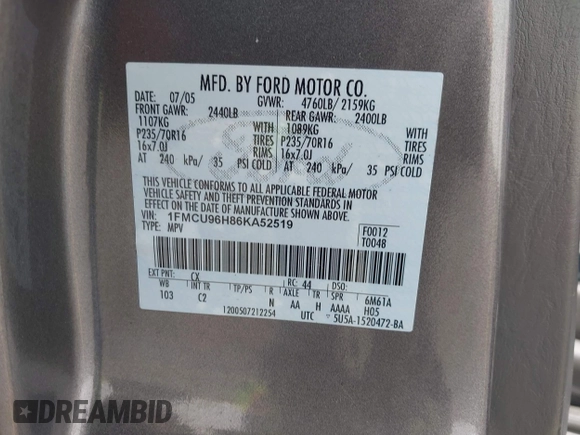 MFD. BY FORD MOTOR CO.
DATE: 07/05 GVWR: 4760LB/ 2159KG
FRONT GAWR: 2440LB REAR GAWR: 2400LB
1107KG WITH 1089KG WITH
P235/70R16 TIRES P235/70R16 TIRES
16x7.0J RIMS 16x7.0J RIMS
AT 240 kPa/ 35 PSI COLD AT 240 kPa/ 35 PSI COLD
THIS VEHICLE CONFORMS TO ALL APPLICABLE FEDERAL MOTOR
VEHICLE SAFETY AND THEFT PREVENTION STANDARDS IN
EFFECT ON THE DATE OF MANUFACTURE SHOWN ABOVE.
VIN: 1FMCU96H86KA52519 F0012
TYPE: MPV T0048
EXT PNT: CX RC: 44 DSO:
WB INT TR TP/PS R AXLE TR SPR 6M61A
103 C2 N AA H AAAA H05
1200507212254 UTC 5U5A-1520472-BA
DREAMBID